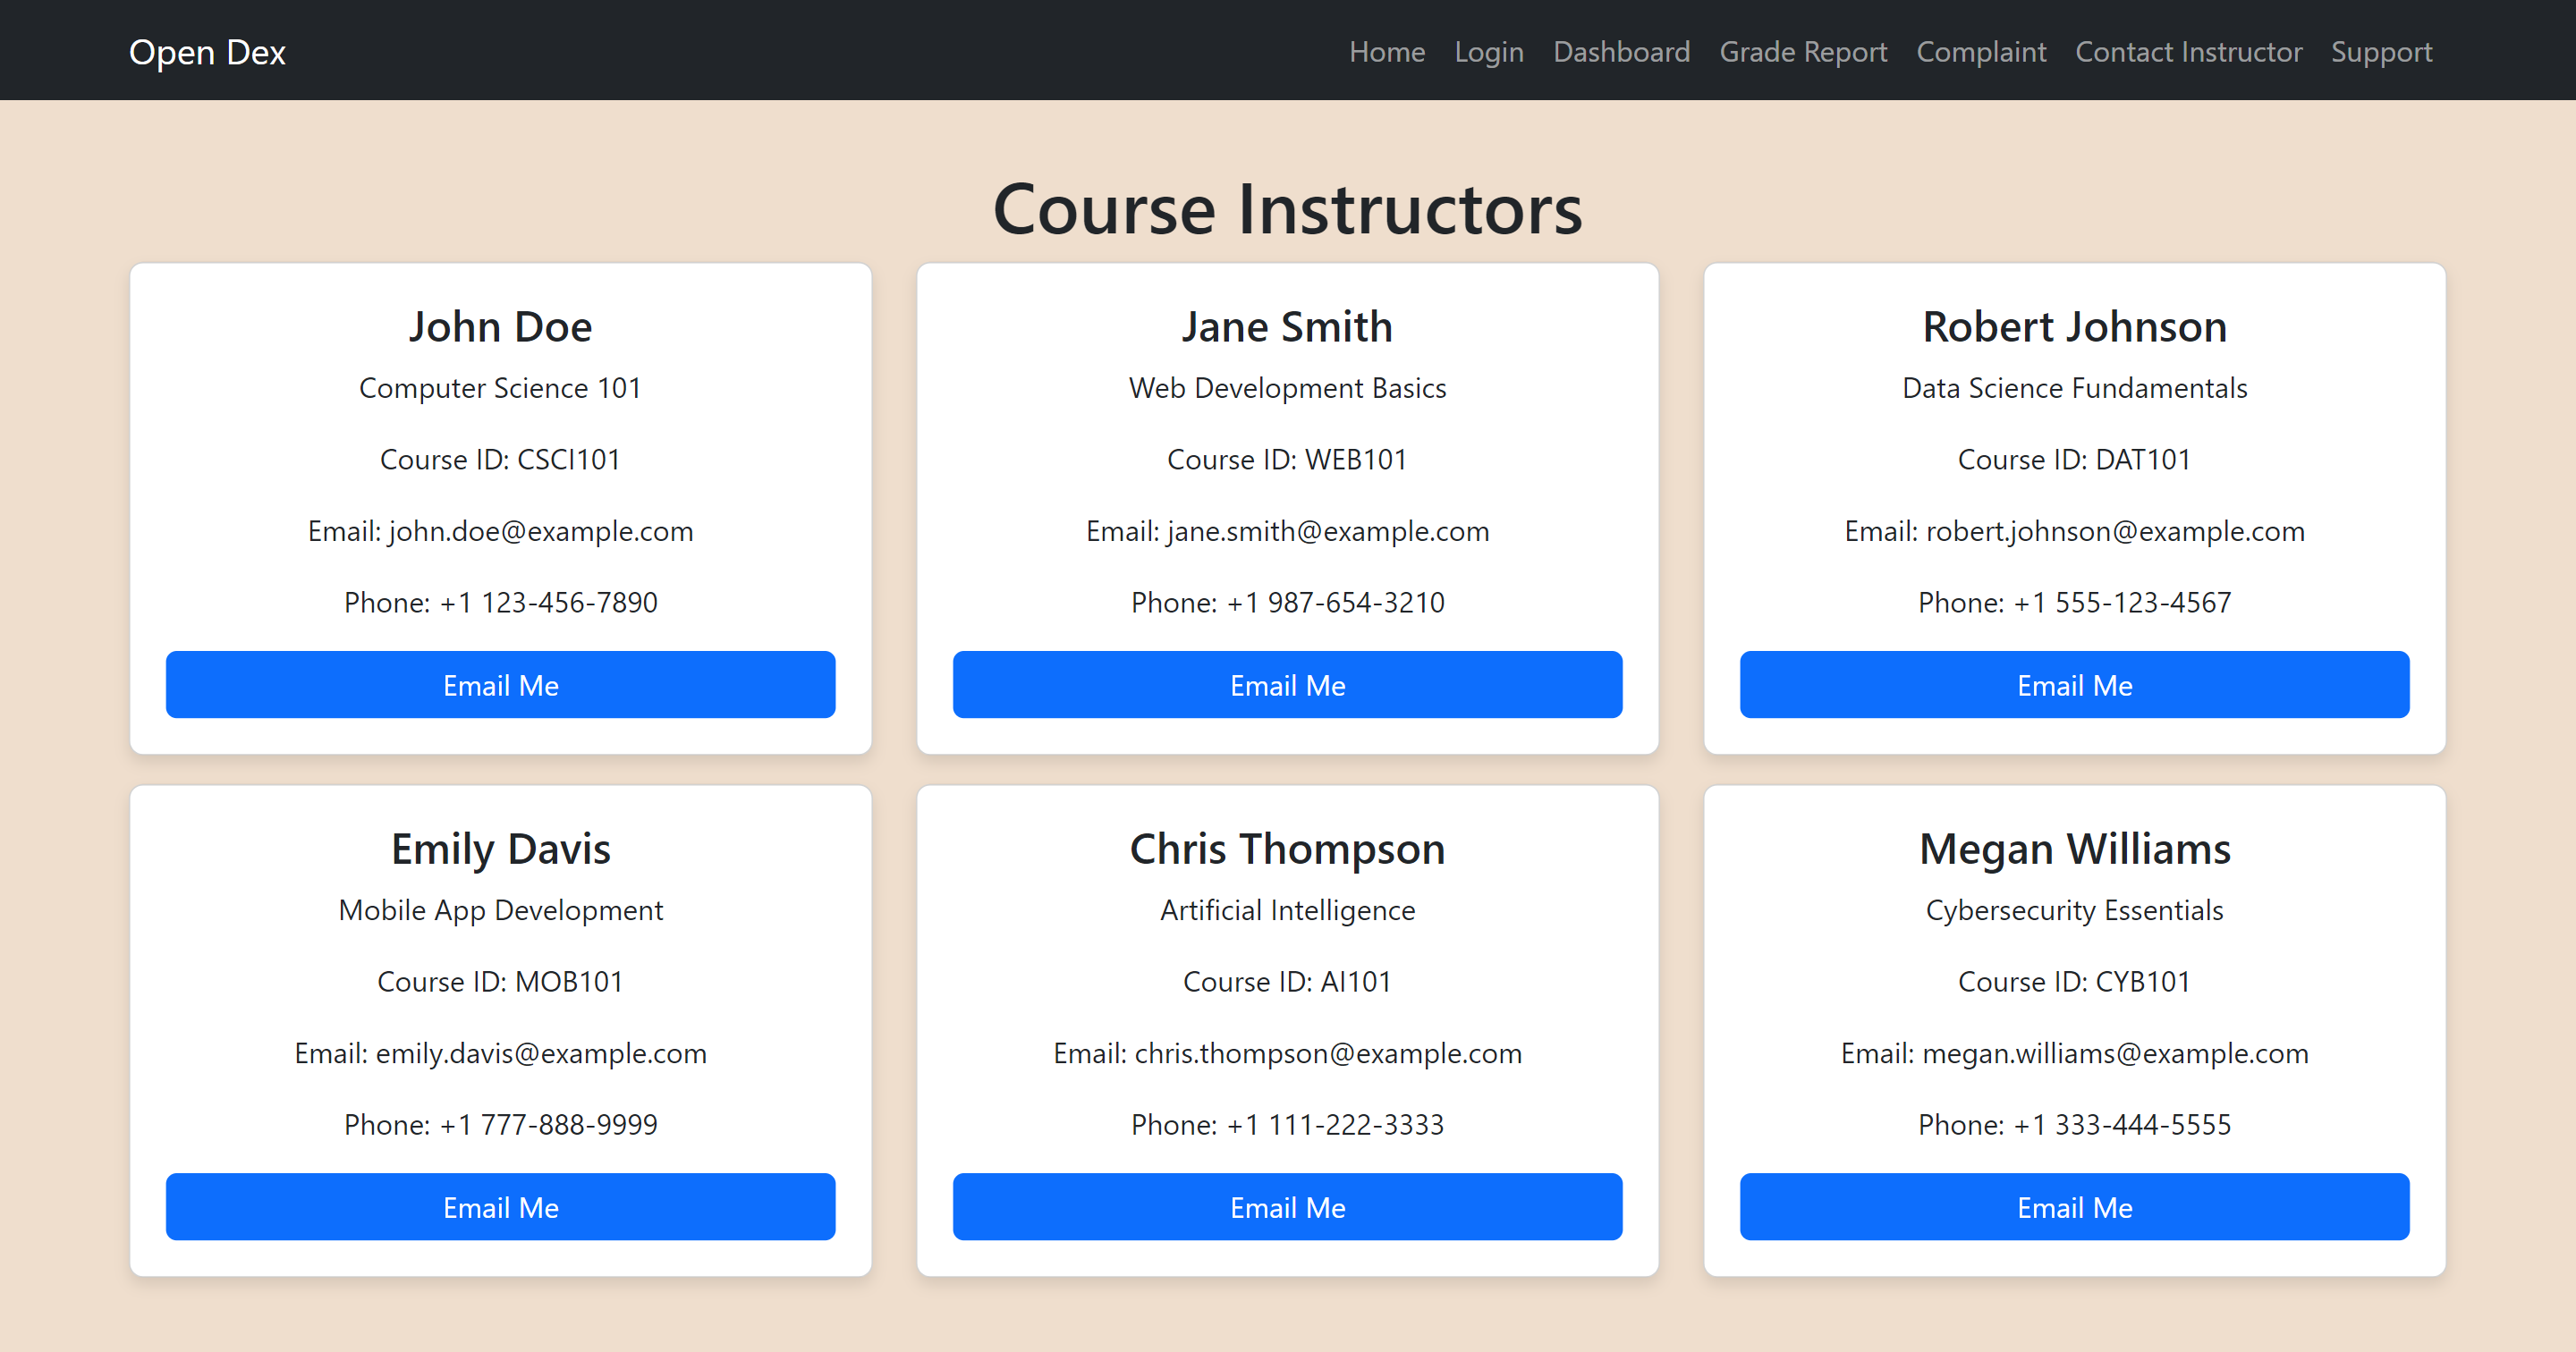 Open Dex
Home Login Dashboard Grade Report Complaint Contact Instructor Support
Course Instructors
John Doe
Computer Science 101
Course ID: CSCI101
Email: john.doe@example.com
Phone: +1 123-456-7890
Email Me
Jane Smith
Web Development Basics
Course ID: WEB101
Email: jane.smith@example.com
Phone: +1 987-654-3210
Email Me
Robert Johnson
Data Science Fundamentals
Course ID: DAT101
Email: robert.johnson@example.com
Phone: +1 555-123-4567
Email Me
Emily Davis
Mobile App Development
Course ID: MOB101
Email: emily.davis@example.com
Phone: +1 777-888-9999
Email Me
Chris Thompson
Artificial Intelligence
Course ID: AI101
Email: chris.thompson@example.com
Phone: +1 111-222-3333
Email Me
Megan Williams
Cybersecurity Essentials
Course ID: CYB101
Email: megan.williams@example.com
Phone: +1 333-444-5555
Email Me